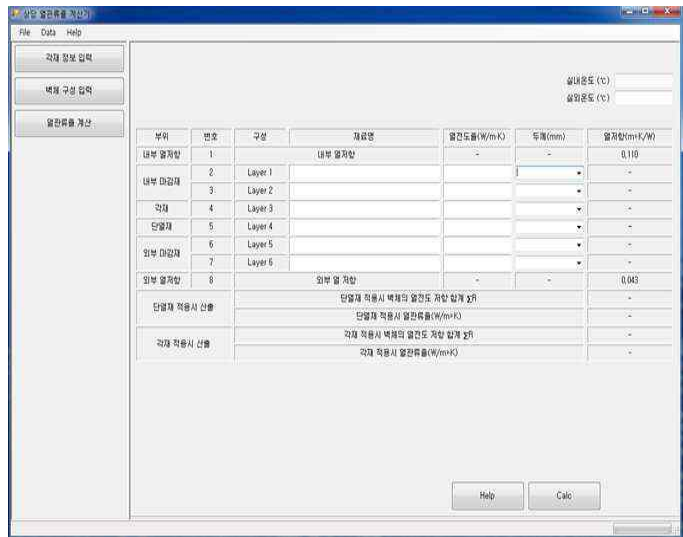 상당 열관류율 계산기
File Data Help
각재 정보 입력
벽체 구성 입력
열관류율 계산
실내온도 (℃)
실외온도 (℃)
부위 번호 구성 재료명 열전도율(W/m·K) 두께(mm) 열저항(m²K/W)
내부 열저항 1 내부 열저항 - - 0,110
내부 마감재 2 Layer 1 -
3 Layer 2 -
각재 4 Layer 3 -
단열재 5 Layer 4 -
외부 마감재 6 Layer 5 -
7 Layer 6 -
외부 열저항 8 외부 열 저항 - - 0,043
단열재 적용시 산출 단열재 적용시 벽체의 열전도 저항 합계 ∑R -
단열재 적용시 열관류율(W/m²K) -
각재 적용시 산출 각재 적용시 벽체의 열전도 저항 합계 ∑R -
각재 적용시 열관류율(W/m²K) -
Help Calc